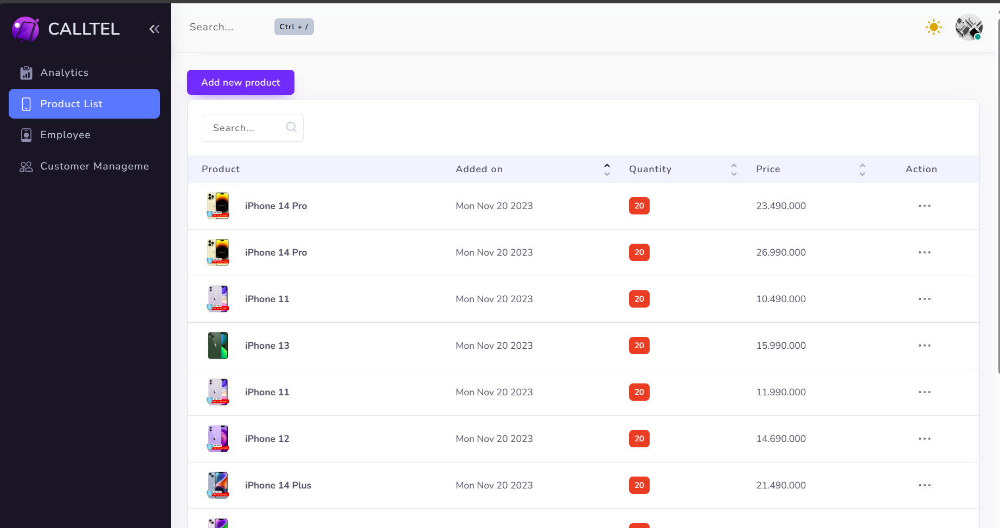 CALLTEL
Search...
Ctrl + /
Analytics
Product List
Employee
Customer Manageme
Add new product
Search...
Product Added on Quantity Price Action
iPhone 14 Pro Mon Nov 20 2023 20 23.490.000
iPhone 14 Pro Mon Nov 20 2023 20 26.990.000
iPhone 11 Mon Nov 20 2023 20 10.490.000
iPhone 13 Mon Nov 20 2023 20 15.990.000
iPhone 11 Mon Nov 20 2023 20 11.990.000
iPhone 12 Mon Nov 20 2023 20 14.690.000
iPhone 14 Plus Mon Nov 20 2023 20 21.490.000